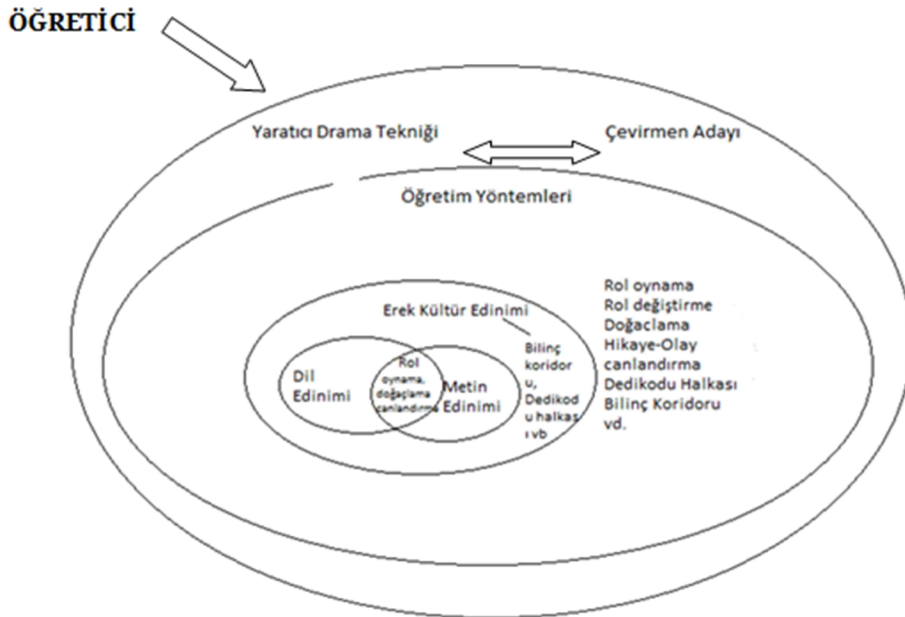 ÖĞRETİCİ
Yaratıcı Drama Tekniği
Çevirmen Adayı
Öğretim Yöntemleri
Erek Kültür Edinimi
Dil
Edinimi
Rol
oynama,
doğaçlama
canlandırma
Metin
Edinimi
Bilinç
koridor
u,
Dedikod
u halkas
ı vb
Rol oynama
Rol değiştirme
Doğaclama
Hikaye-Olay
canlandırma
Dedikodu Halkası
Bilinç Koridoru
vd.